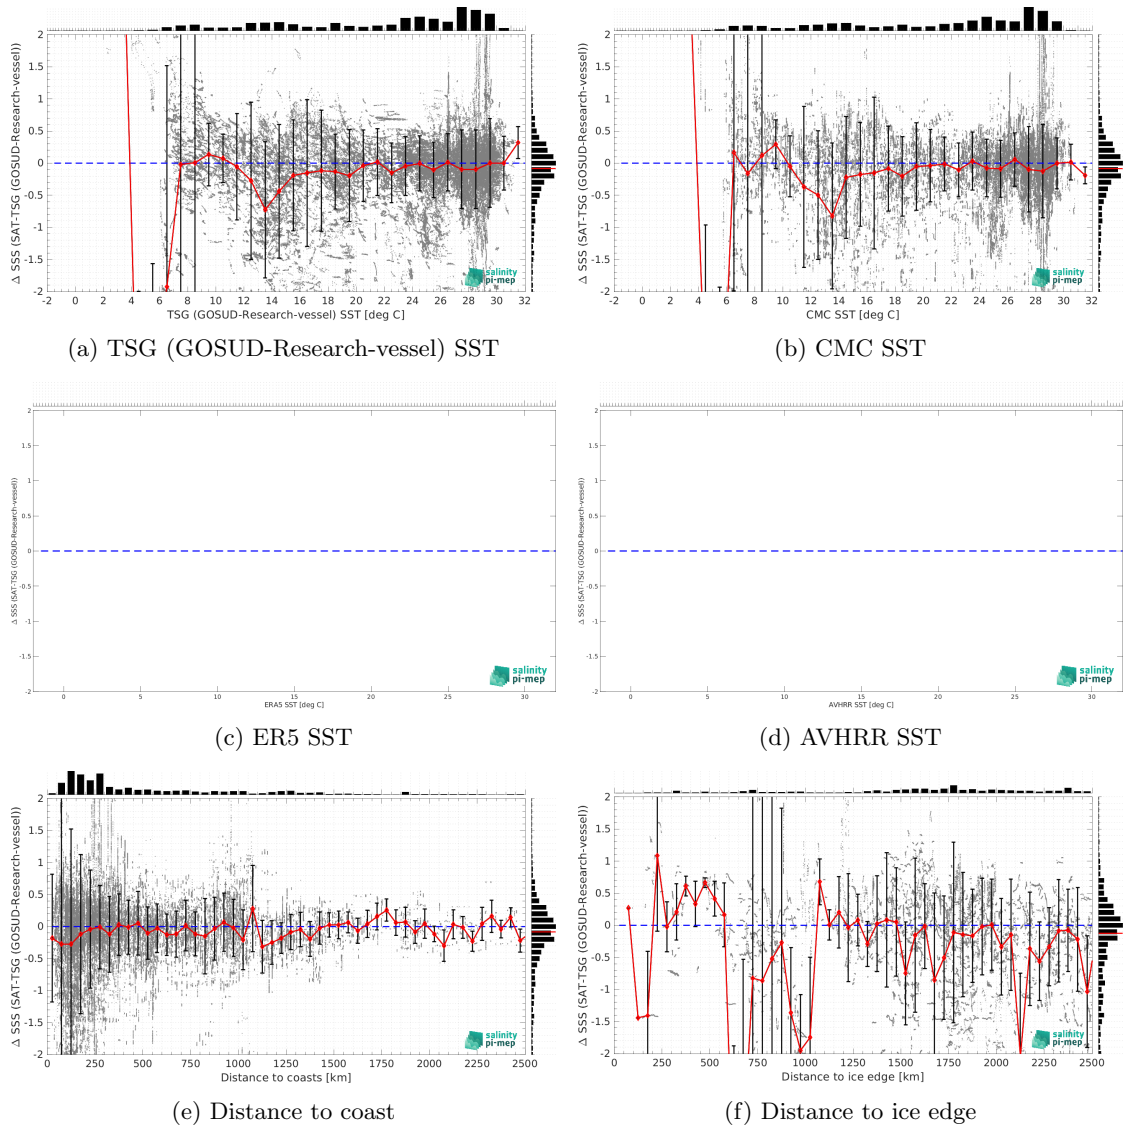 2
1.5
1
0.5
0
-0.5
-1
-1.5
-2
Δ SSS (SAT-TSG (GOSUD-Research-vessel))
salinity
pi-mep
-2 0 2 4 6 8 10 12 14 16 18 20 22 24 26 28 30 32
TSG (GOSUD-Research-vessel) SST [deg C]
(a) TSG (GOSUD-Research-vessel) SST
2
1.5
1
0.5
0
-0.5
-1
-1.5
-2
Δ SSS (SAT-TSG (GOSUD-Research-vessel))
salinity
pi-mep
-2 0 2 4 6 8 10 12 14 16 18 20 22 24 26 28 30 32
CMC SST [deg C]
(b) CMC SST
2
1.5
1
0.5
0
-0.5
-1
-1.5
-2
Δ SSS (SAT-TSG (GOSUD-Research-vessel))
salinity
pi-mep
0 5 10 15 20 25 30
ERA5 SST [deg C]
(c) ER5 SST
2
1.5
1
0.5
0
-0.5
-1
-1.5
-2
Δ SSS (SAT-TSG (GOSUD-Research-vessel))
salinity
pi-mep
0 5 10 15 20 25 30
AVHRR SST [deg C]
(d) AVHRR SST
2
1.5
1
0.5
0
-0.5
-1
-1.5
-2
Δ SSS (SAT-TSG (GOSUD-Research-vessel))
salinity
pi-mep
0 250 500 750 1000 1250 1500 1750 2000 2250 2500
Distance to coasts [km]
(e) Distance to coast
2
1.5
1
0.5
0
-0.5
-1
-1.5
-2
Δ SSS (SAT-TSG (GOSUD-Research-vessel))
salinity
pi-mep
0 250 500 750 1000 1250 1500 1750 2000 2250 2500
Distance to ice edge [km]
(f) Distance to ice edge